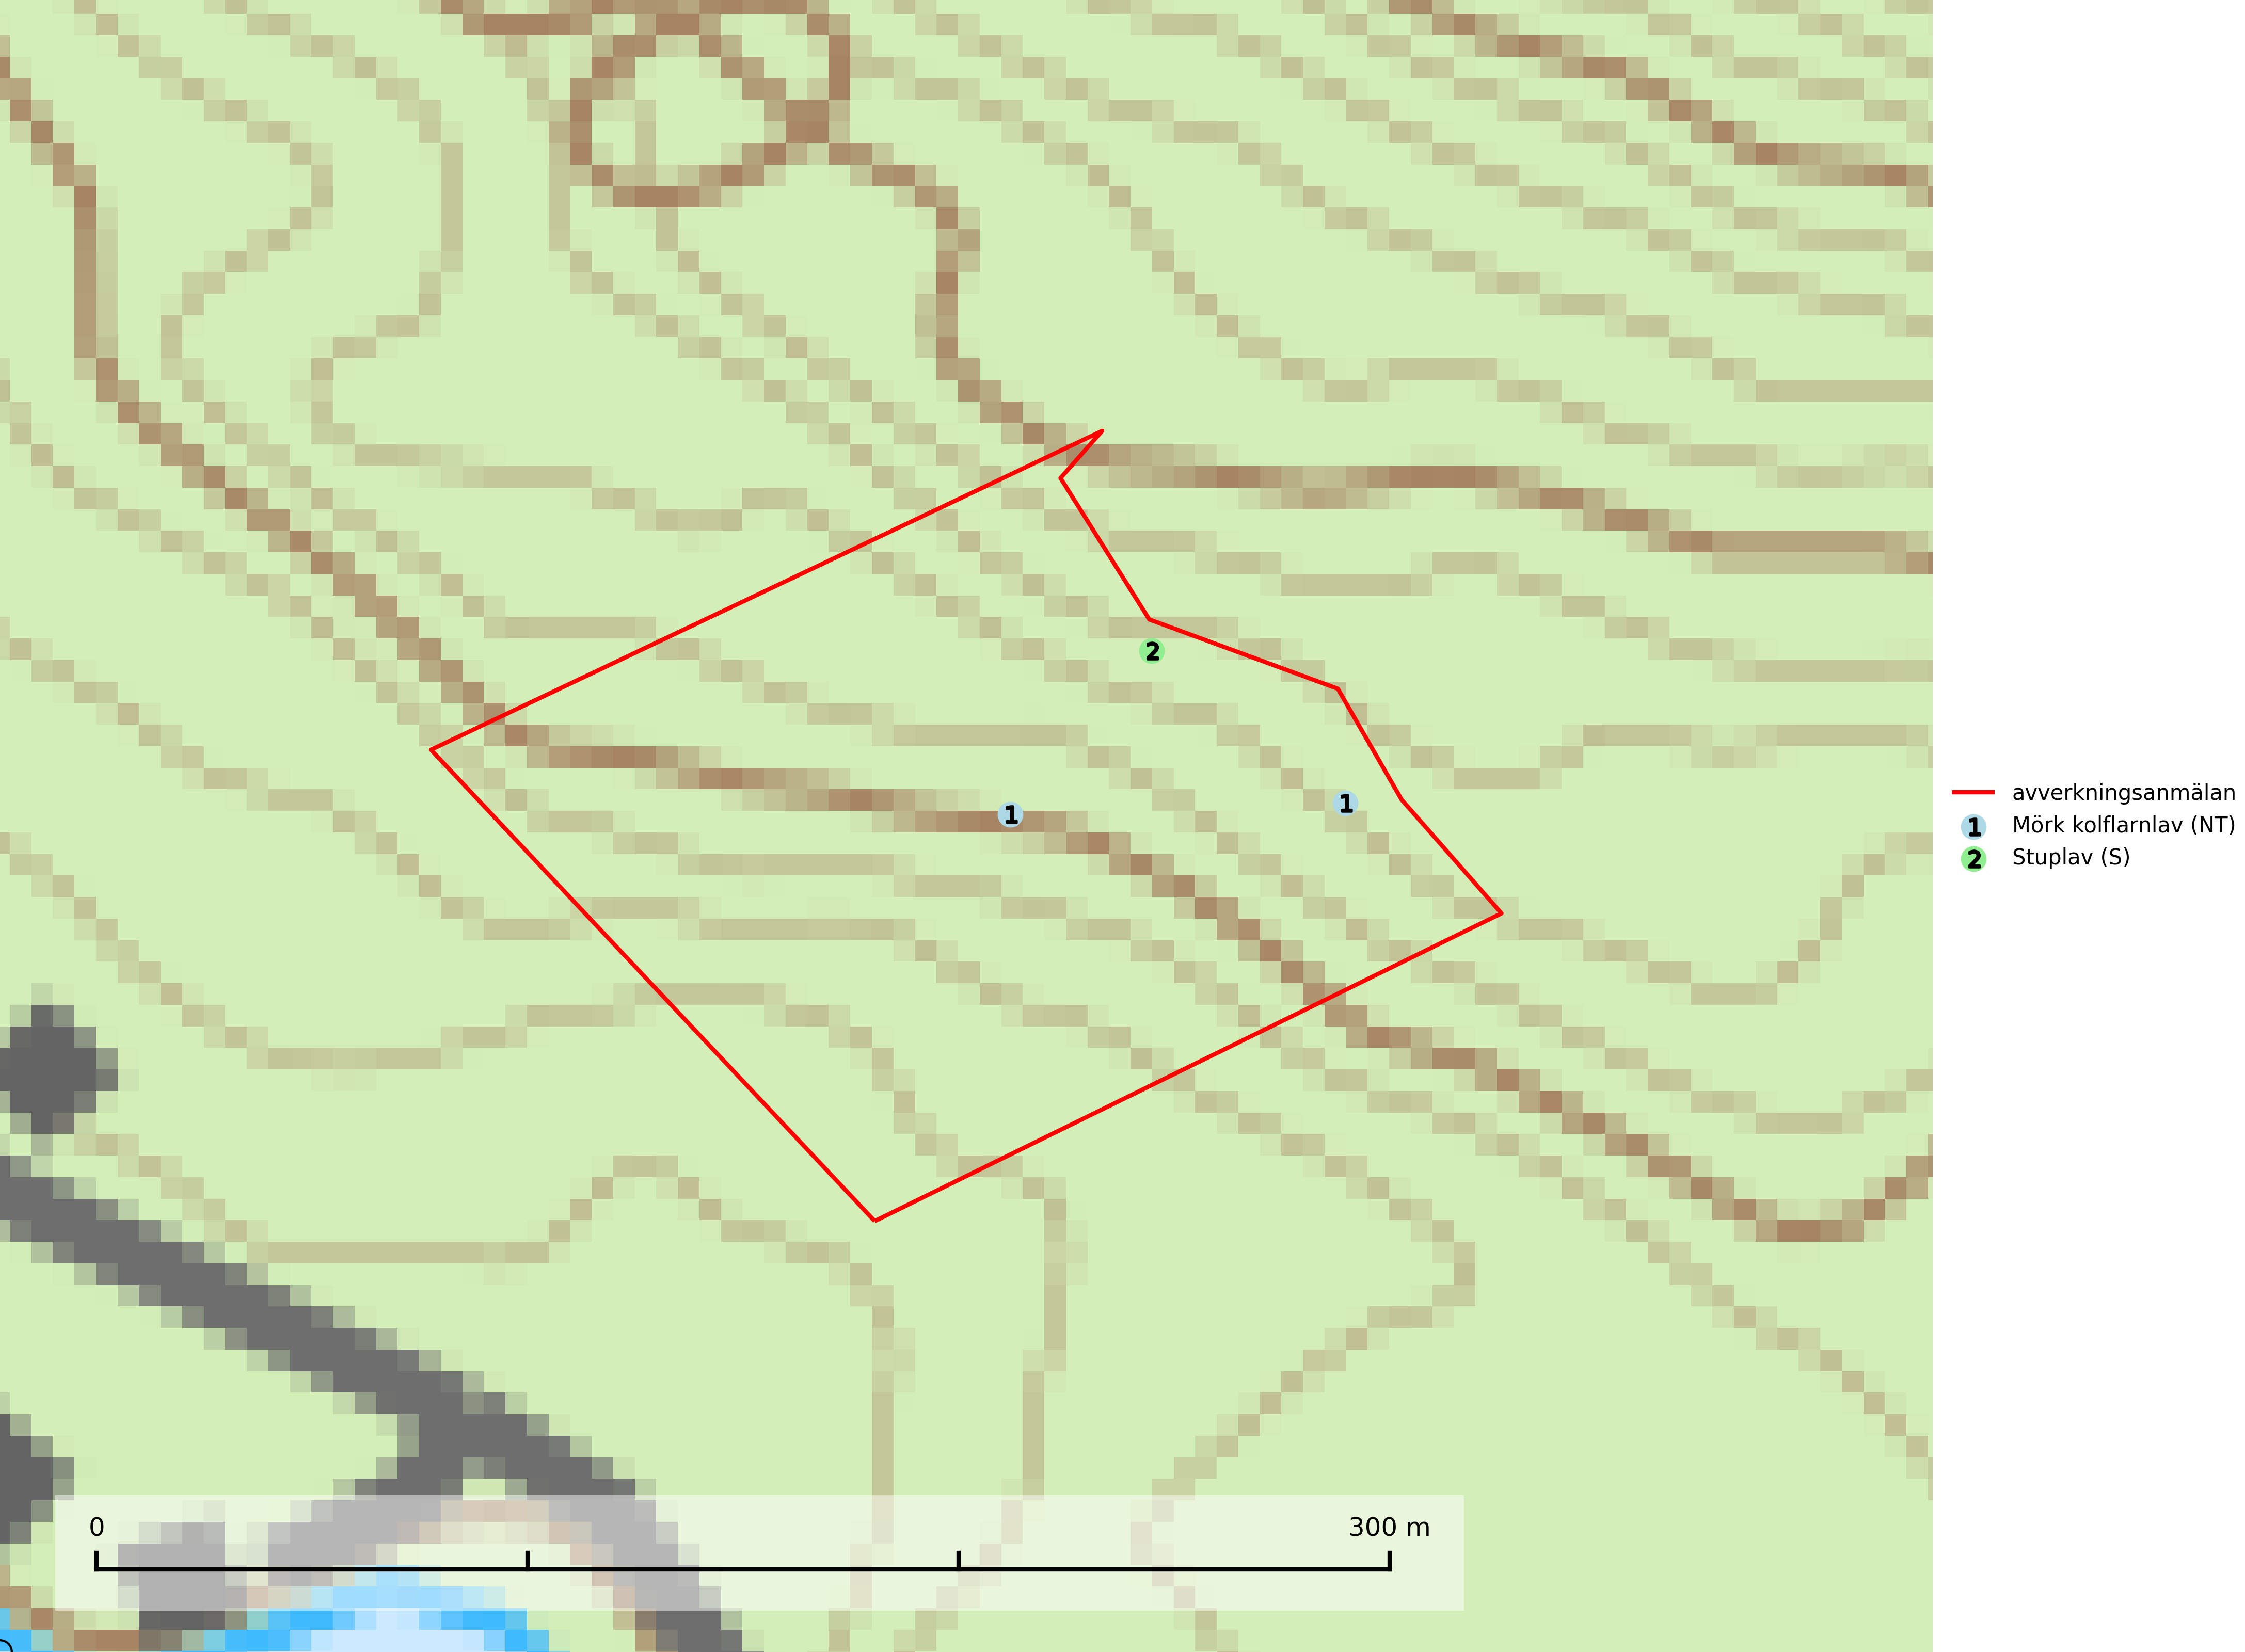 2
1
1
avverkningsanmälan
1 Mörk kolflarnlav (NT)
2 Stuplav (S)
0 300 m